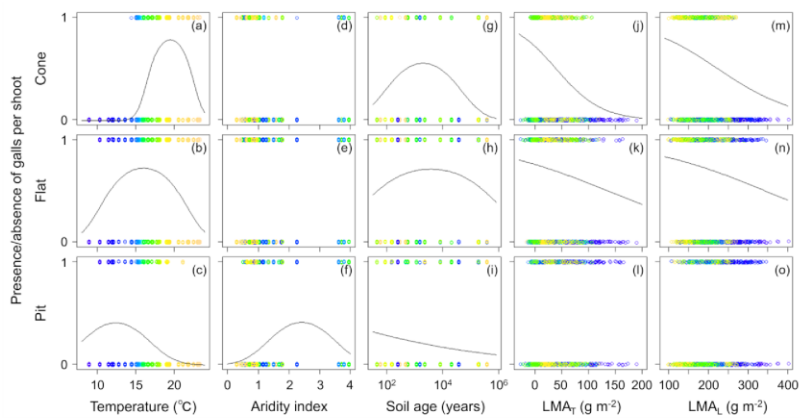 Presence/absence of galls per shoot
Cone
1
0
(a)
(d)
(g)
(j)
(m)
Flat
1
0
(b)
(e)
(h)
(k)
(n)
Pit
1
0
(c)
(f)
(i)
(l)
(o)
10 15 20
0 1 2 3 4
10² 10⁴ 10⁶
0 50 100 150 200
100 200 300 400
Temperature (°C)
Aridity index
Soil age (years)
LMA_T (g m⁻²)
LMA_L (g m⁻²)